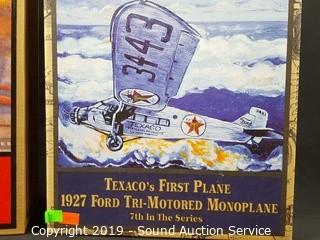 3443
TEXACO
TEXACO'S FIRST PLANE
1927 FORD TRI-MOTORED MONOPLANE
7th In The Series
Copyright 2019 - Sound Auction Service